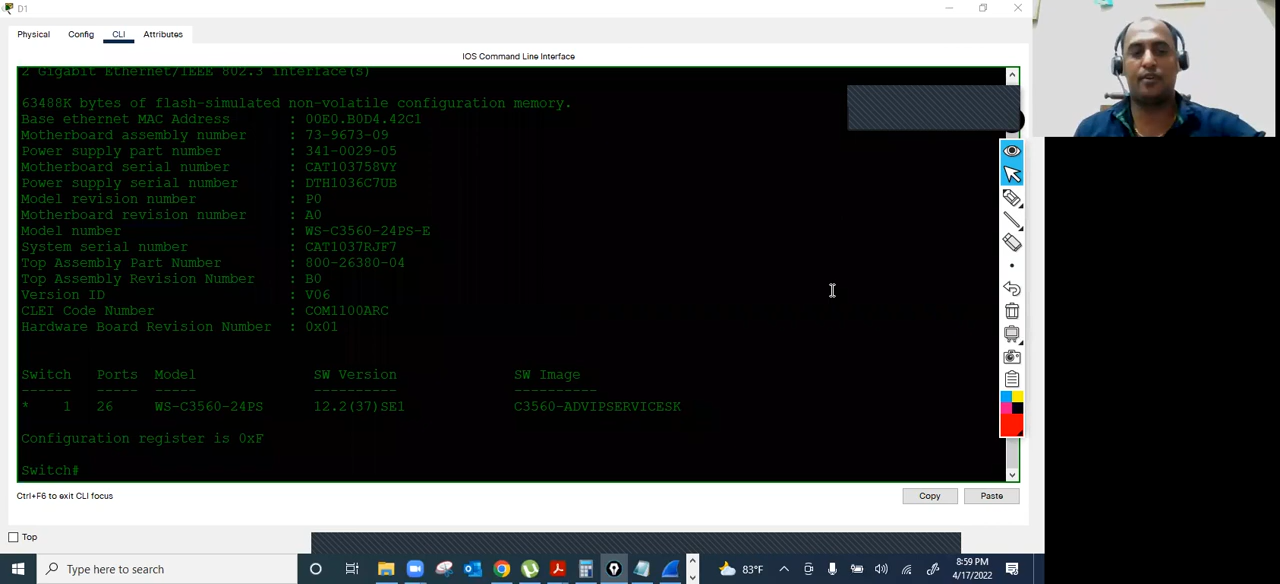 D1
Physical Config CLI Attributes
IOS Command Line Interface
2 Gigabit Ethernet/IEEE 802.3 interface(s)
63488K bytes of flash-simulated non-volatile configuration memory.
Base ethernet MAC Address : 00E0.B0D4.42C1
Motherboard assembly number : 73-9673-09
Power supply part number : 341-0029-05
Motherboard serial number : CAT103758VY
Power supply serial number : DTH1036C7UB
Model revision number : P0
Motherboard revision number : A0
Model number : WS-C3560-24PS-E
System serial number : CAT1037RJF7
Top Assembly Part Number : 800-26380-04
Top Assembly Revision Number : B0
Version ID : V06
CLEI Code Number : COM1100ARC
Hardware Board Revision Number : 0x01
Switch Ports Model SW Version SW Image
------ ----- ----- ---------- ----------
* 1 26 WS-C3560-24PS 12.2(37)SE1 C3560-ADVIPSERVICESK
Configuration register is 0xF
Switch#
Ctrl+F6 to exit CLI focus
Copy Paste
Top
Type here to search
83°F
8:59 PM
4/17/2022